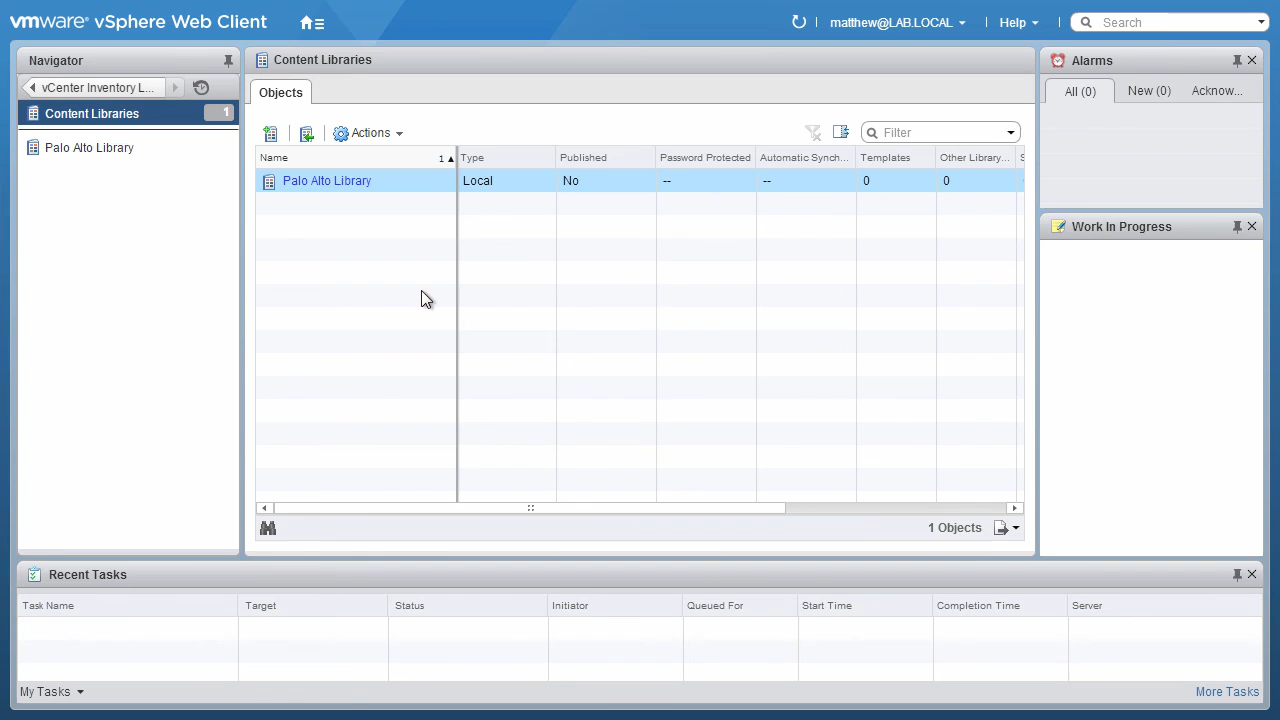 vmware® vSphere Web Client
matthew@LAB.LOCAL
Help
Search
Navigator
vCenter Inventory L...
Content Libraries
1
Palo Alto Library
Content Libraries
Objects
Actions
Filter
Name
1
Type
Published
Password Protected
Automatic Synch...
Templates
Other Library...
S
Palo Alto Library
Local
No
--
--
0
0
1 Objects
Alarms
All (0)
New (0)
Acknow...
Work In Progress
Recent Tasks
Task Name
Target
Status
Initiator
Queued For
Start Time
Completion Time
Server
My Tasks
More Tasks